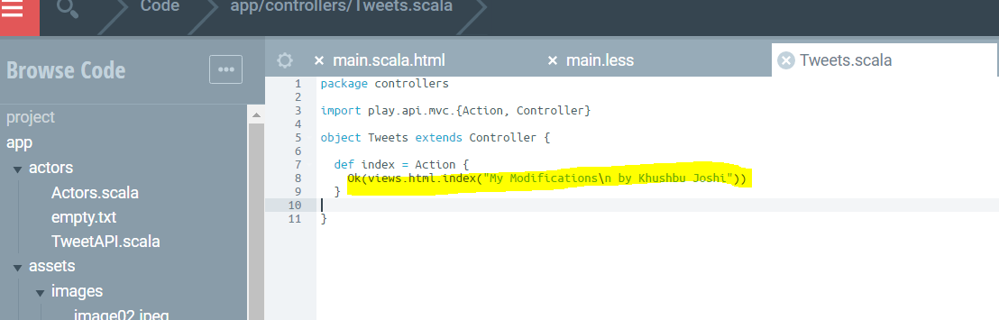 Code
app/controllers/Tweets.scala
Browse Code
•••
project
app
actors
Actors.scala
empty.txt
TweetAPI.scala
assets
images
image02.jpeg
× main.scala.html
× main.less
× Tweets.scala
1 package controllers
2
3 import play.api.mvc.{Action, Controller}
4
5 object Tweets extends Controller {
6
7 def index = Action {
8 Ok(views.html.index("My Modifications\n by Khushbu Joshi"))
9 }
10
11 }